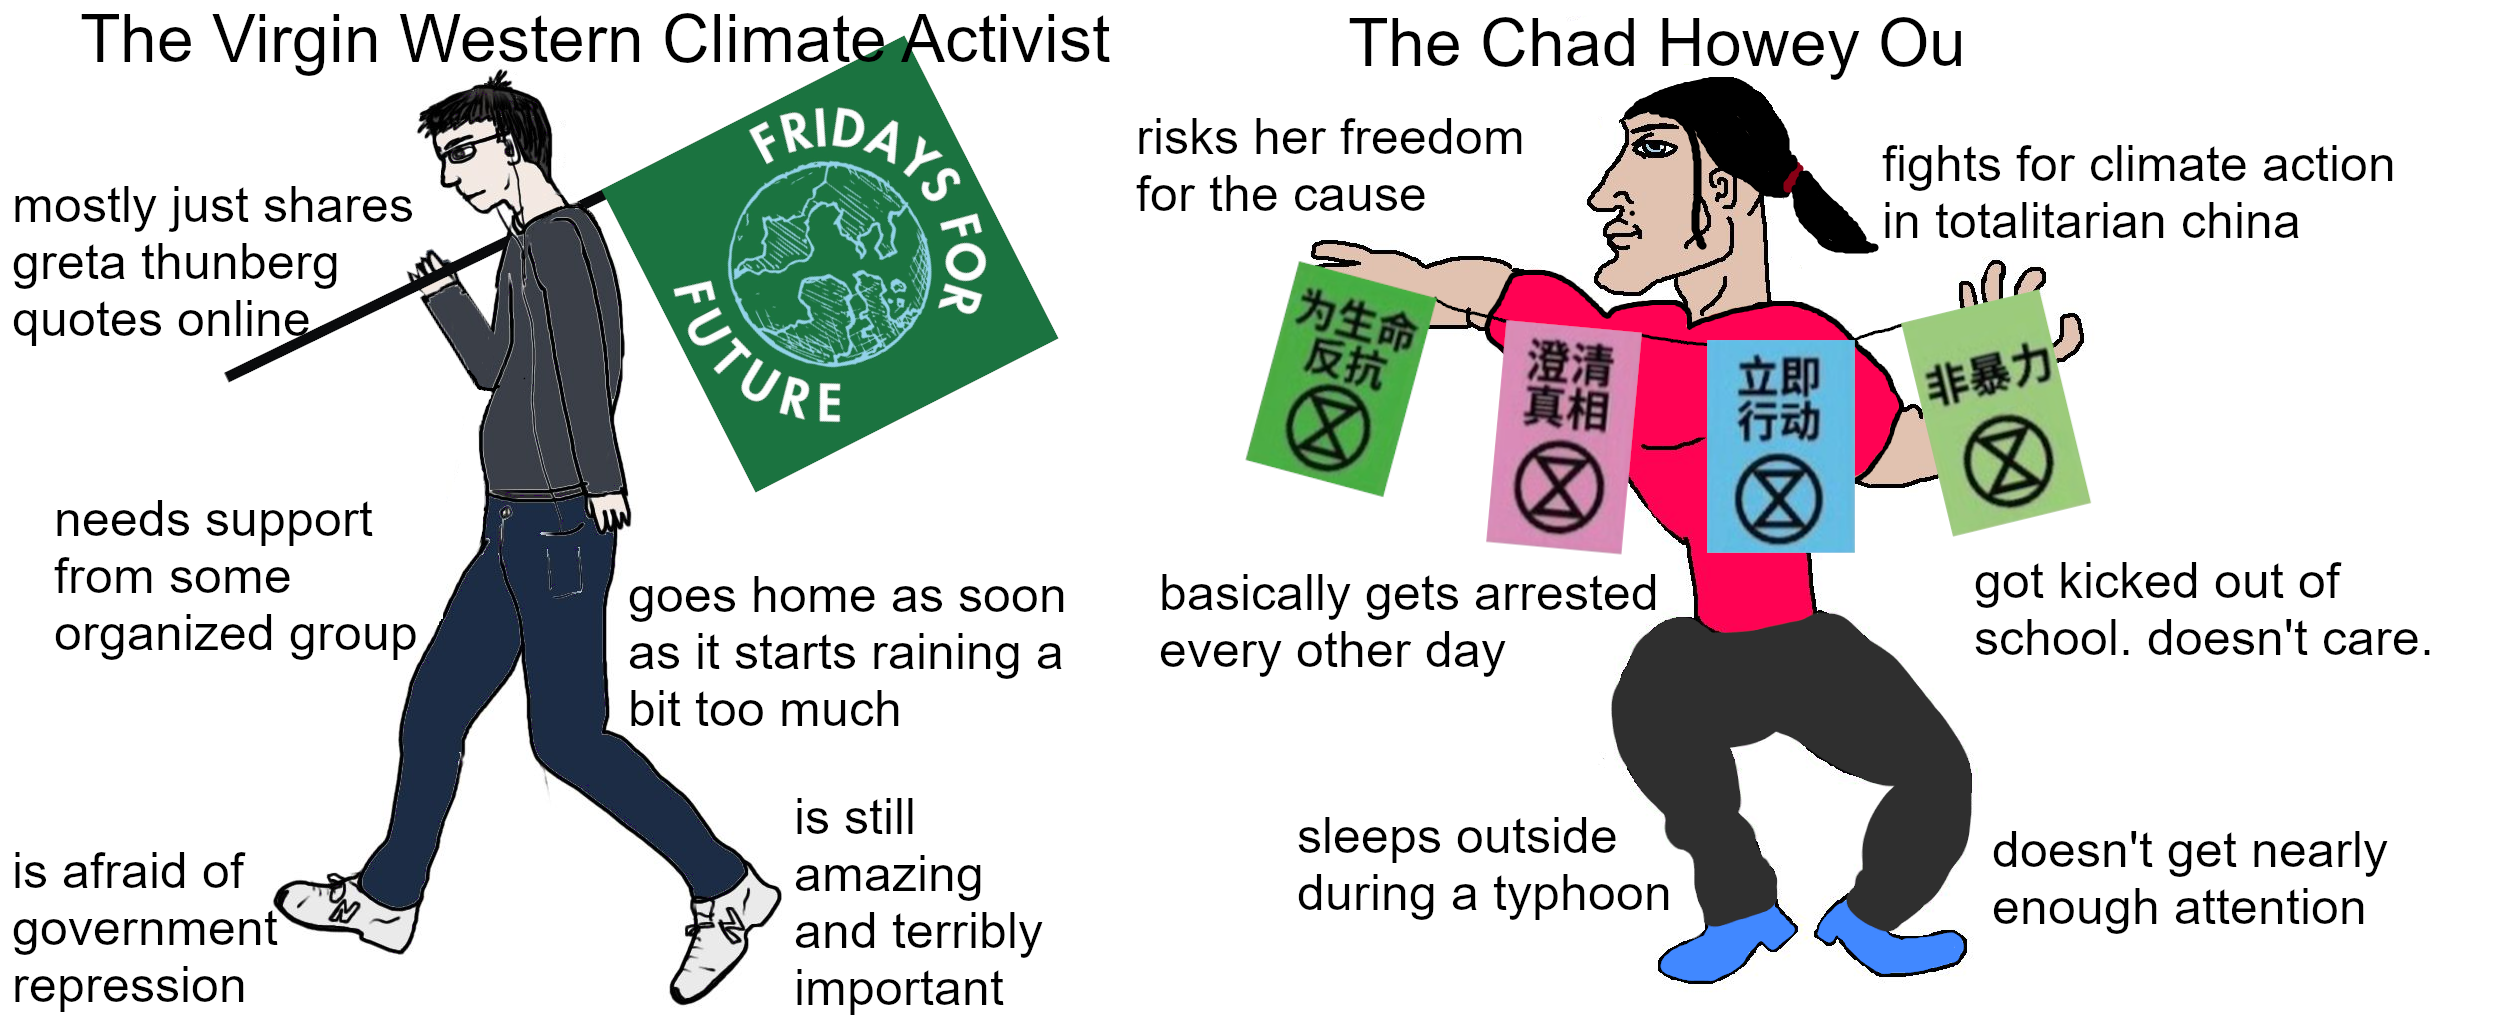 The Virgin Western Climate Activist
FRIDAYS FOR
FUTURE
mostly just shares
greta thunberg
quotes online
needs support
from some
organized group
goes home as soon
as it starts raining a
bit too much
is still
amazing
and terribly
important
is afraid of
government
repression
N
N
The Chad Howey Ou
risks her freedom
for the cause
fights for climate action
in totalitarian china
为生命
反抗
澄清
真相
立即
行动
非暴力
basically gets arrested
every other day
got kicked out of
school. doesn't care.
sleeps outside
during a typhoon
doesn't get nearly
enough attention